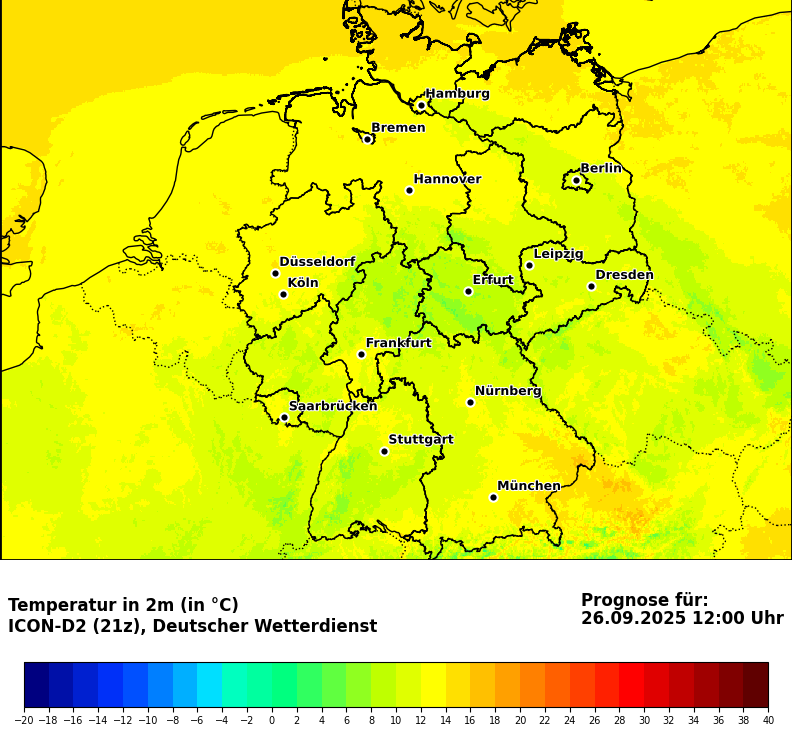 Hamburg
Bremen
Berlin
Hannover
Leipzig
Düsseldorf
Dresden
Köln
Erfurt
Frankfurt
Nürnberg
Saarbrücken
Stuttgart
München
Temperatur in 2m (in °C)
ICON-D2 (21z), Deutscher Wetterdienst
Prognose für:
26.09.2025 12:00 Uhr
−20 −18 −16 −14 −12 −10 −8 −6 −4 −2 0 2 4 6 8 10 12 14 16 18 20 22 24 26 28 30 32 34 36 38 40